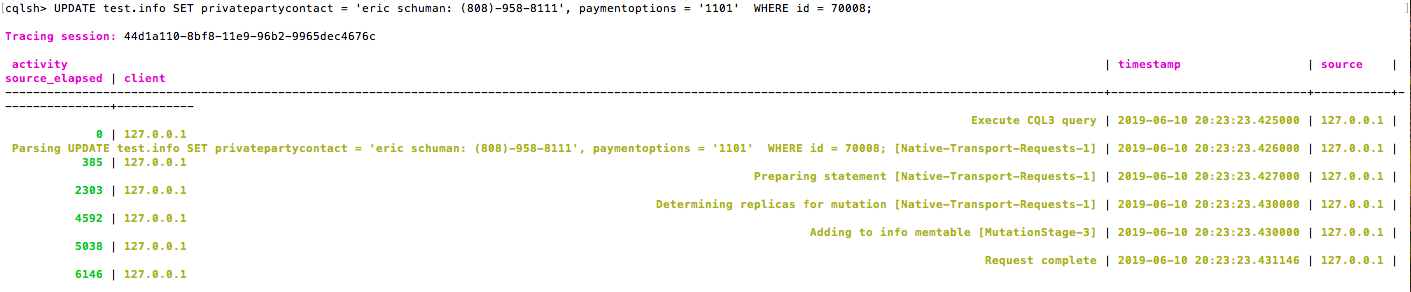 cqlsh> UPDATE test.info SET privatepartycontact = 'eric schuman: (808)-958-8111', paymentoptions = '1101'  WHERE id = 70008;
Tracing session: 44d1a110-8bf8-11e9-96b2-9965dec4676c
activity | timestamp | source |
source_elapsed | client
Execute CQL3 query | 2019-06-10 20:23:23.425000 | 127.0.0.1 |
0 | 127.0.0.1
Parsing UPDATE test.info SET privatepartycontact = 'eric schuman: (808)-958-8111', paymentoptions = '1101'  WHERE id = 70008; [Native-Transport-Requests-1] | 2019-06-10 20:23:23.426000 | 127.0.0.1 |
385 | 127.0.0.1
Preparing statement [Native-Transport-Requests-1] | 2019-06-10 20:23:23.427000 | 127.0.0.1 |
2303 | 127.0.0.1
Determining replicas for mutation [Native-Transport-Requests-1] | 2019-06-10 20:23:23.430000 | 127.0.0.1 |
4592 | 127.0.0.1
Adding to info memtable [MutationStage-3] | 2019-06-10 20:23:23.430000 | 127.0.0.1 |
5038 | 127.0.0.1
Request complete | 2019-06-10 20:23:23.431146 | 127.0.0.1 |
6146 | 127.0.0.1